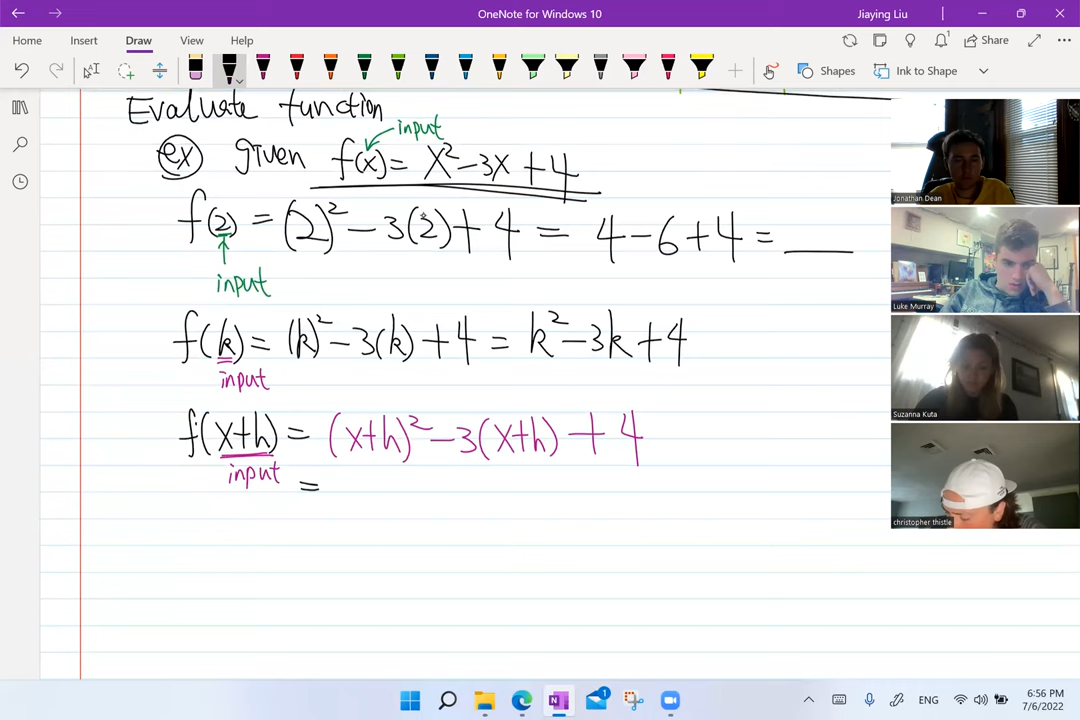 OneNote for Windows 10
Jiaying Liu
Home Insert Draw View Help
Share
Shapes
Ink to Shape
Evaluate function
input
ex given f(x) = x² - 3x + 4
f(2) = (2)² - 3(2) + 4 = 4 - 6 + 4 = ____
input
f(k) = (k)² - 3(k) + 4 = k² - 3k + 4
input
f(x+h) = (x+h)² - 3(x+h) + 4
input
=
Jonathan Dean
Luke Murray
Suzanna Kuta
christopher thistle
1
ENG
6:56 PM
7/6/2022